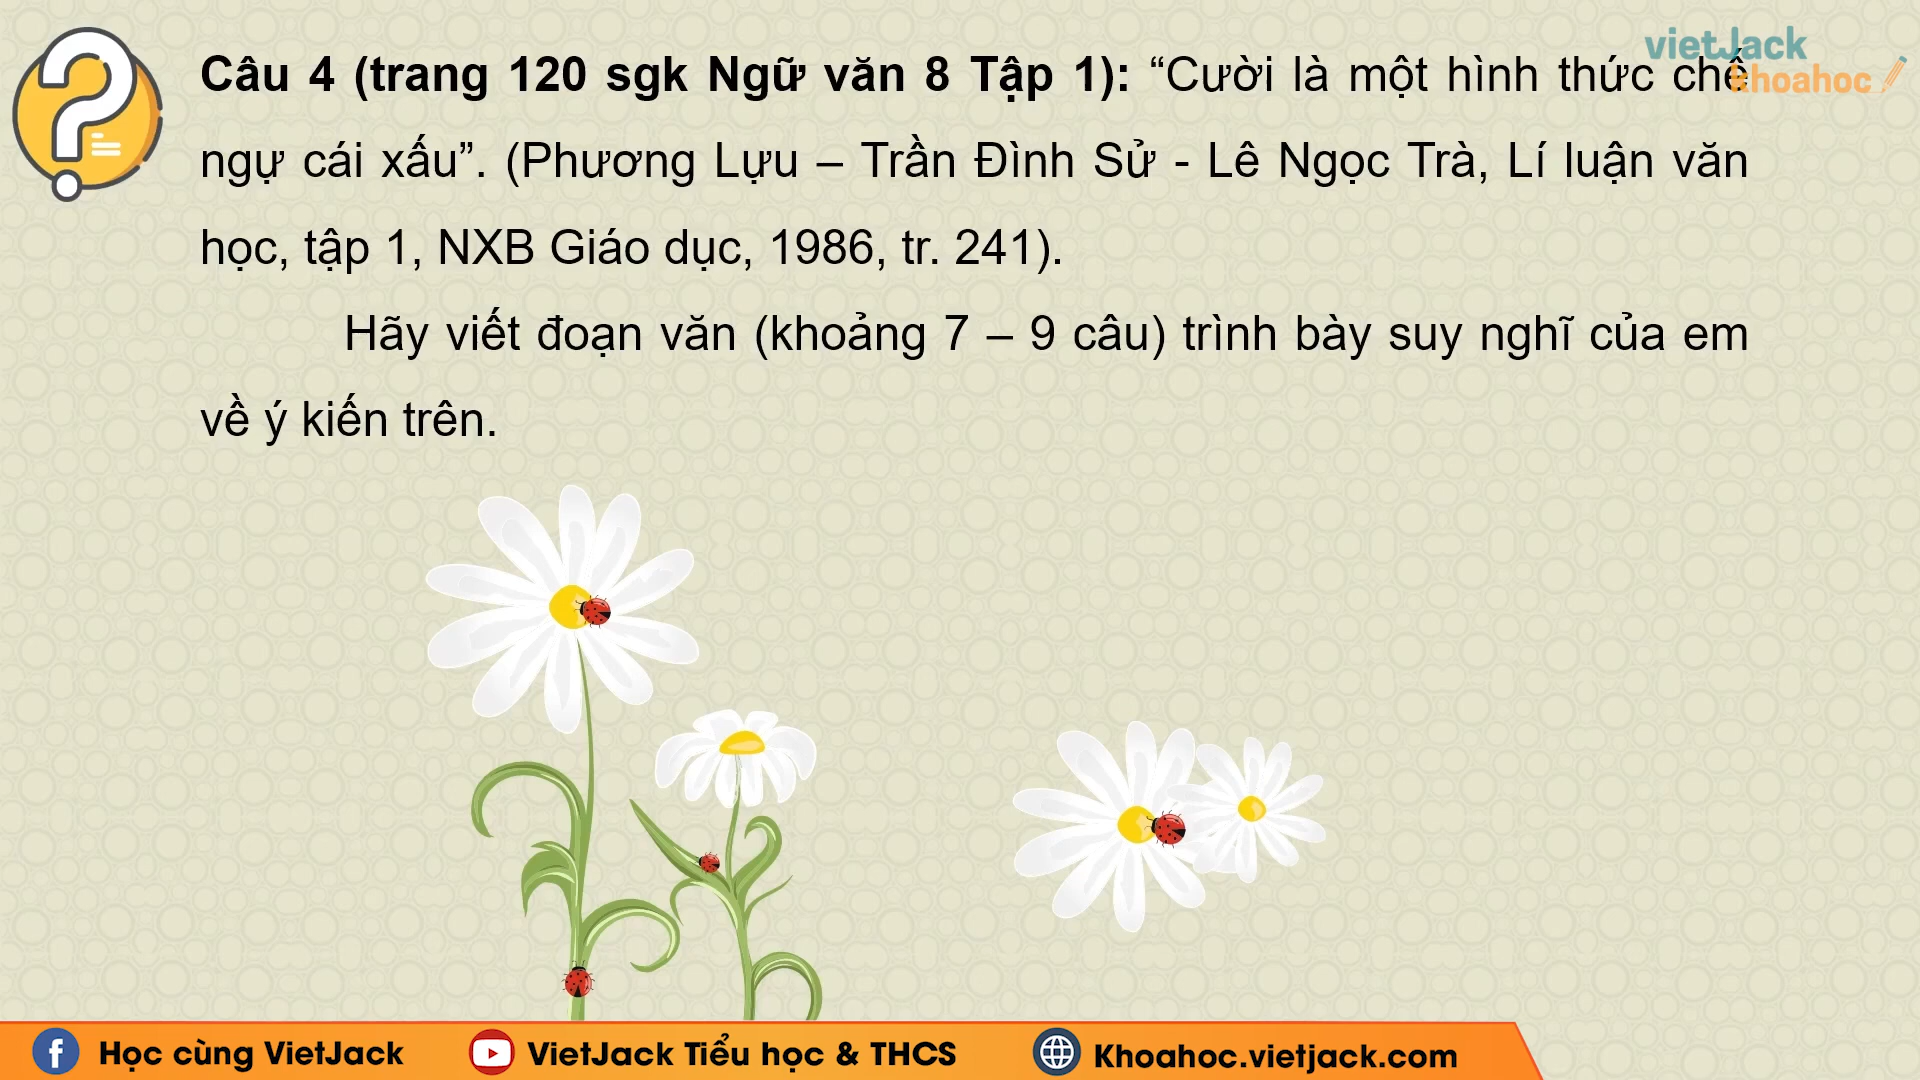 vietJack
khoahoc
Câu 4 (trang 120 sgk Ngữ văn 8 Tập 1): “Cười là một hình thức chế
ngự cái xấu”. (Phương Lựu – Trần Đình Sử - Lê Ngọc Trà, Lí luận văn
học, tập 1, NXB Giáo dục, 1986, tr. 241).
Hãy viết đoạn văn (khoảng 7 – 9 câu) trình bày suy nghĩ của em
về ý kiến trên.
Học cùng VietJack
VietJack Tiểu học & THCS
Khoahoc.vietjack.com